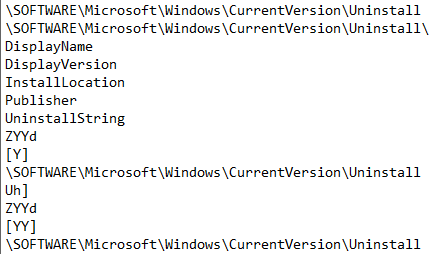 \SOFTWARE\Microsoft\Windows\CurrentVersion\Uninstall
\SOFTWARE\Microsoft\Windows\CurrentVersion\Uninstall\
DisplayName
DisplayVersion
InstallLocation
Publisher
UninstallString
ZYYd
[Y]
\SOFTWARE\Microsoft\Windows\CurrentVersion\Uninstall
Uh]
ZYYd
[YY]
\SOFTWARE\Microsoft\Windows\CurrentVersion\Uninstall